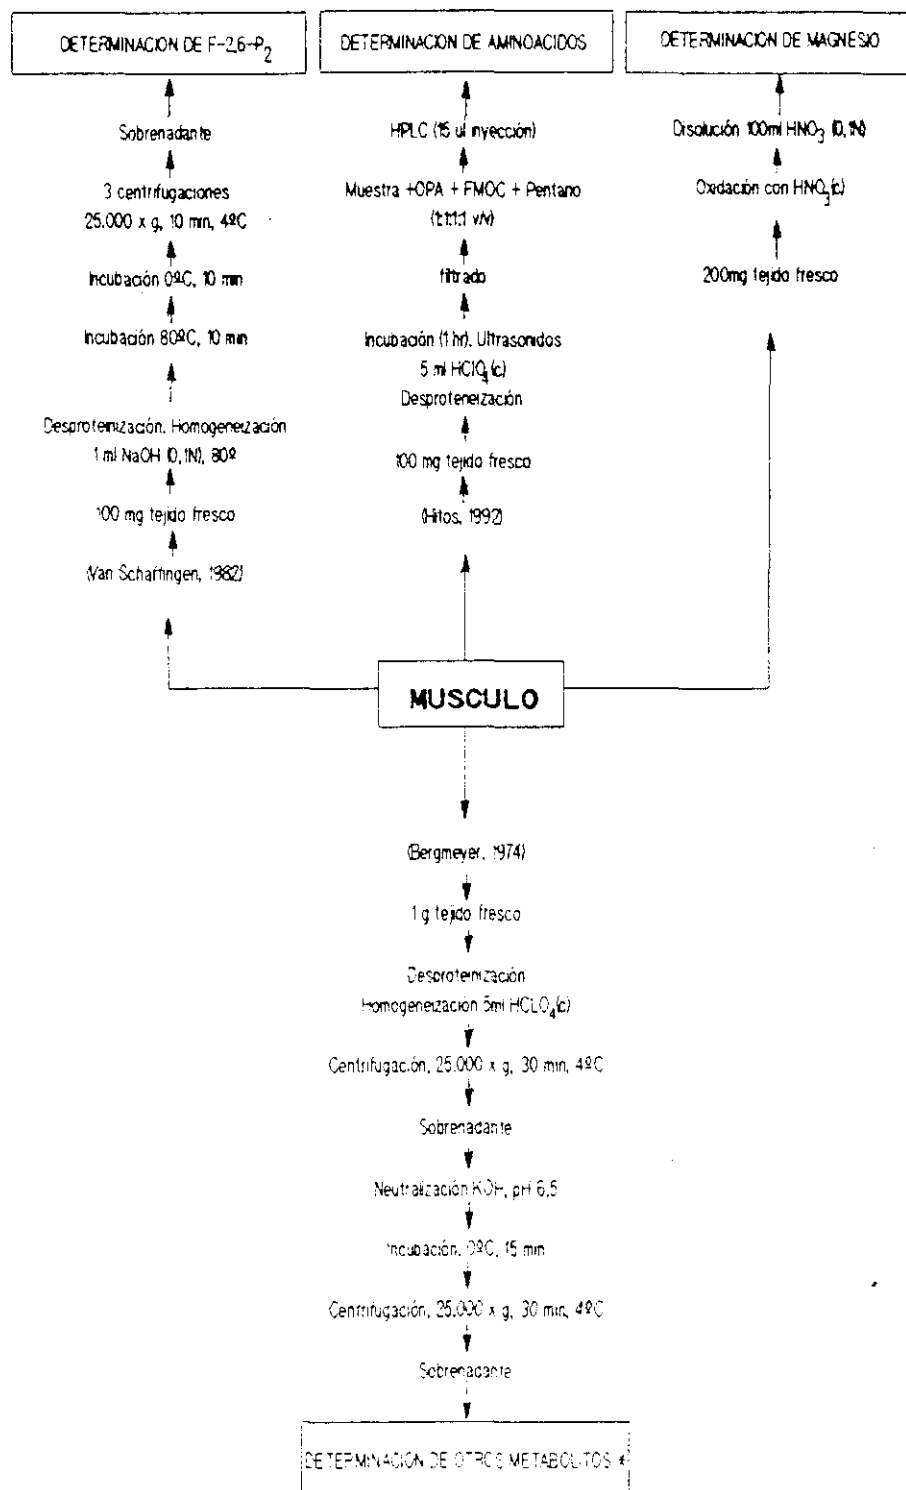 DETERMINACION DE F-2,6-P2
Sobrenadante
3 centrifugaciones
25.000 x g, 10 min, 4ºC
Incubación 0ºC, 10 min
Incubación 80ºC, 10 min
Desproteinización. Homogeneización
1 ml NaOH (0,1N), 80º
100 mg tejido fresco
(Van Schaftingen, 1982)
DETERMINACION DE AMINOACIDOS
HPLC (15 ul inyección)
Muestra +OPA + FMOC + Pentano
(1:1:1:1 v/v)
filtrado
Incubación (1 hr). Ultrasonidos
5 ml HClO4(c)
Desproteneización
100 mg tejido fresco
(Hitos, 1992)
DETERMINACION DE MAGNESIO
Disolución 100ml HNO3 (0,1N)
Oxidación con HNO3(c)
200mg tejido fresco
MUSCULO
(Bergmeyer, 1974)
1 g tejido fresco
Desproteinización
Homogeneización 5ml HCLO4(c)
Centrifugación, 25.000 x g, 30 min, 4ºC
Sobrenadante
Neutralización KOH, pH 6,5
Incubación, 0ºC, 15 min
Centrifugación, 25.000 x g, 30 min, 4ºC
Sobrenadante
DETERMINACION DE OTROS METABOLITOS *